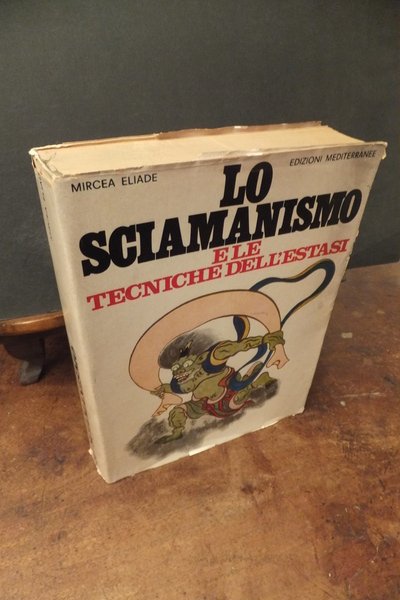 MIRCEA ELIADE
EDIZIONI MEDITERRANEE
LO
SCIAMANISMO
E LE
TECNICHE DELL'ESTASI